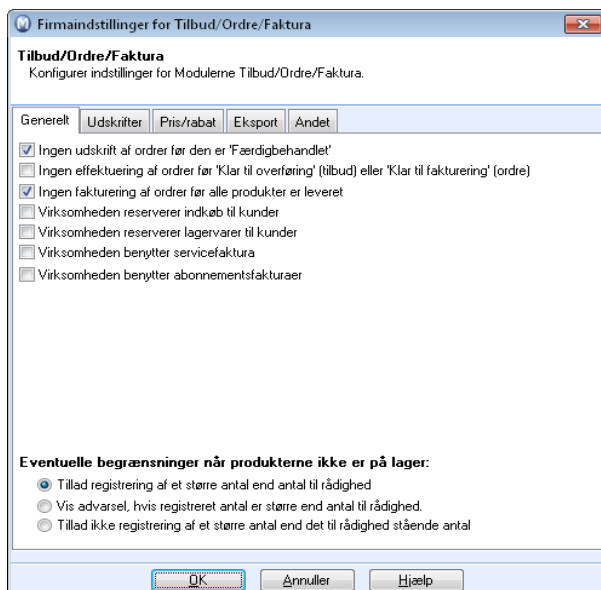 Firmaindstillinger for Tilbud/Ordre/Faktura
Tilbud/Ordre/Faktura
Konfigurer indstillinger for Modulerne Tilbud/Ordre/Faktura.
Generelt Udskrifter Pris/rabat Eksport Andet
Ingen udskrift af ordrer før den er 'Færdigbehandlet'
Ingen effektuering af ordrer før 'Klar til overføring' (tilbud) eller 'Klar til fakturering' (ordre)
Ingen fakturering af ordrer før alle produkter er leveret
Virksomheden reserverer indkøb til kunder
Virksomheden reserverer lagervarer til kunder
Virksomheden benytter servicefaktura
Virksomheden benytter abonnementsfakturaer
Eventuelle begrænsninger når produkterne ikke er på lager:
Tillad registrering af et større antal end antal til rådighed
Vis advarsel, hvis registreret antal er større end antal til rådighed.
Tillad ikke registrering af et større antal end det til rådighed stående antal
OK Annuller Hjælp